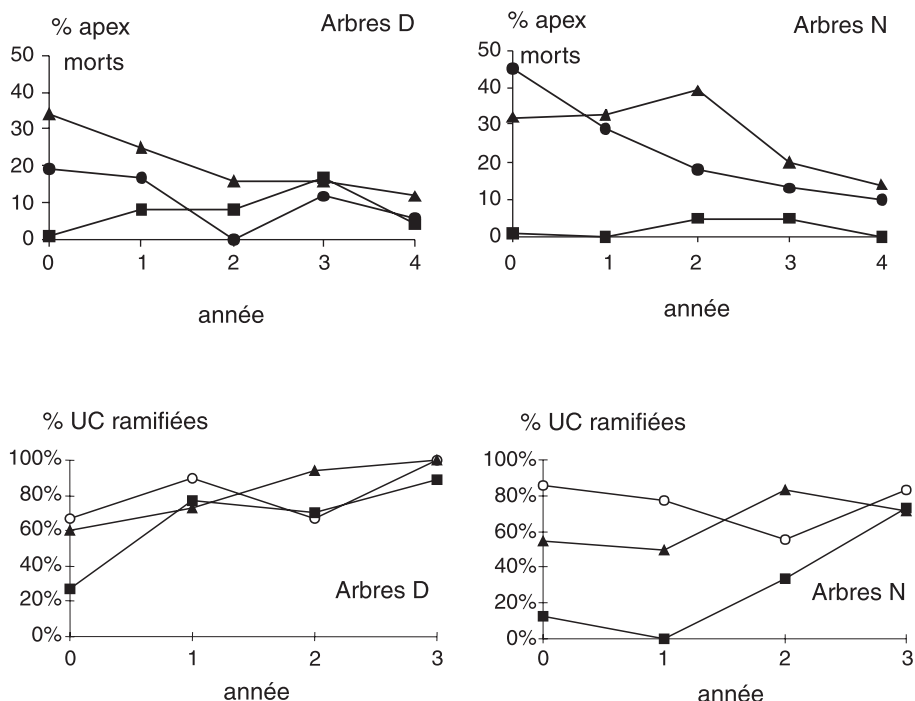 % apex
morts
Arbres D
50
40
30
20
10
0
0 1 2 3 4
année
% apex
morts
Arbres N
50
40
30
20
10
0
0 1 2 3 4
année
% UC ramifiées
100%
80%
60%
40%
20%
0%
Arbres D
0 1 2 3
année
% UC ramifiées
100%
80%
60%
40%
20%
0%
Arbres N
0 1 2 3
année